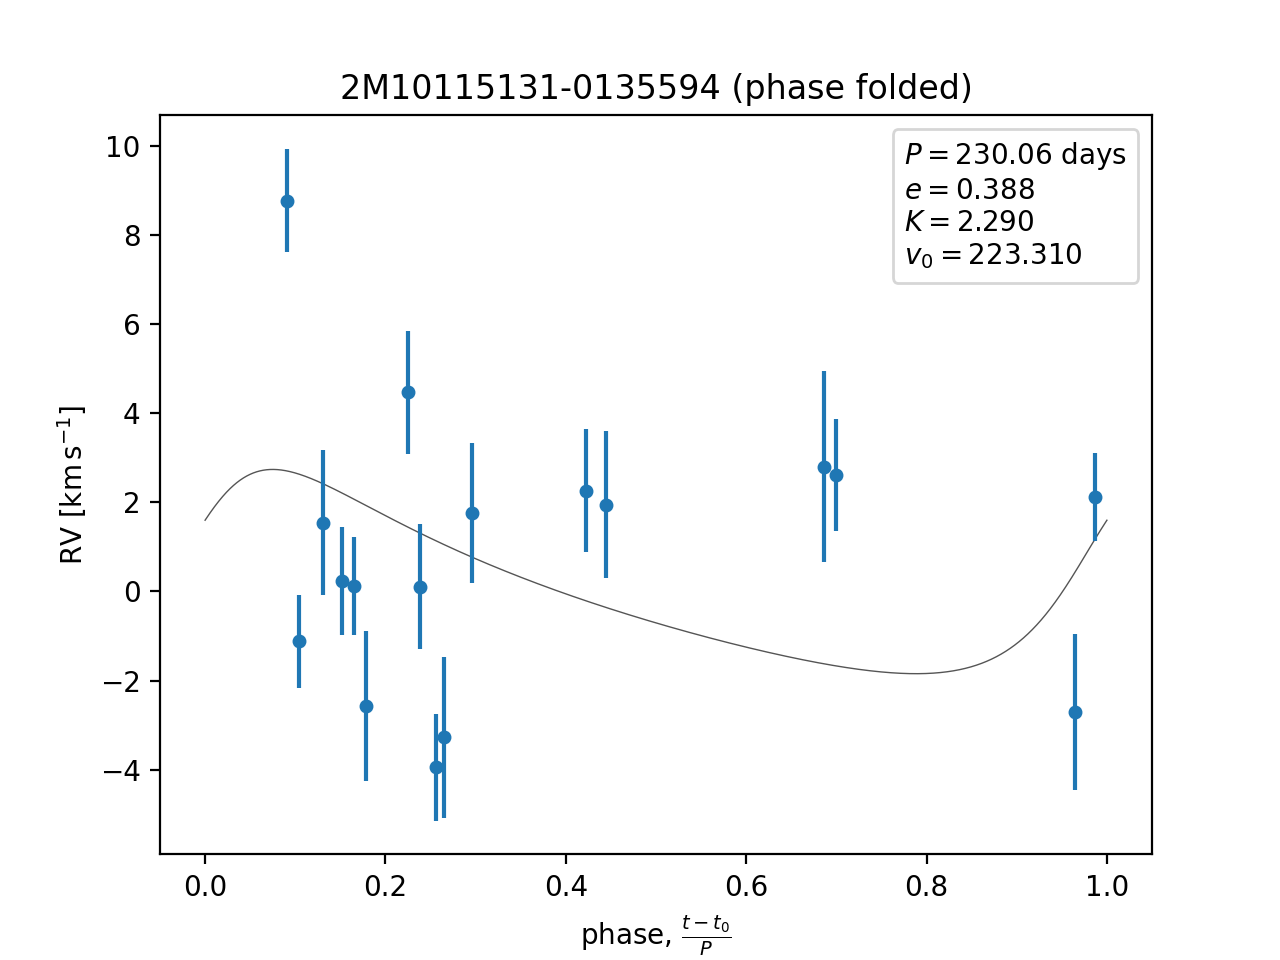 2M10115131-0135594 (phase folded)
P = 230.06 days
e = 0.388
K = 2.290
v₀ = 223.310
10
8
6
4
2
0
−2
−4
RV [km s⁻¹]
0.0 0.2 0.4 0.6 0.8 1.0
phase, (t − t₀)/P